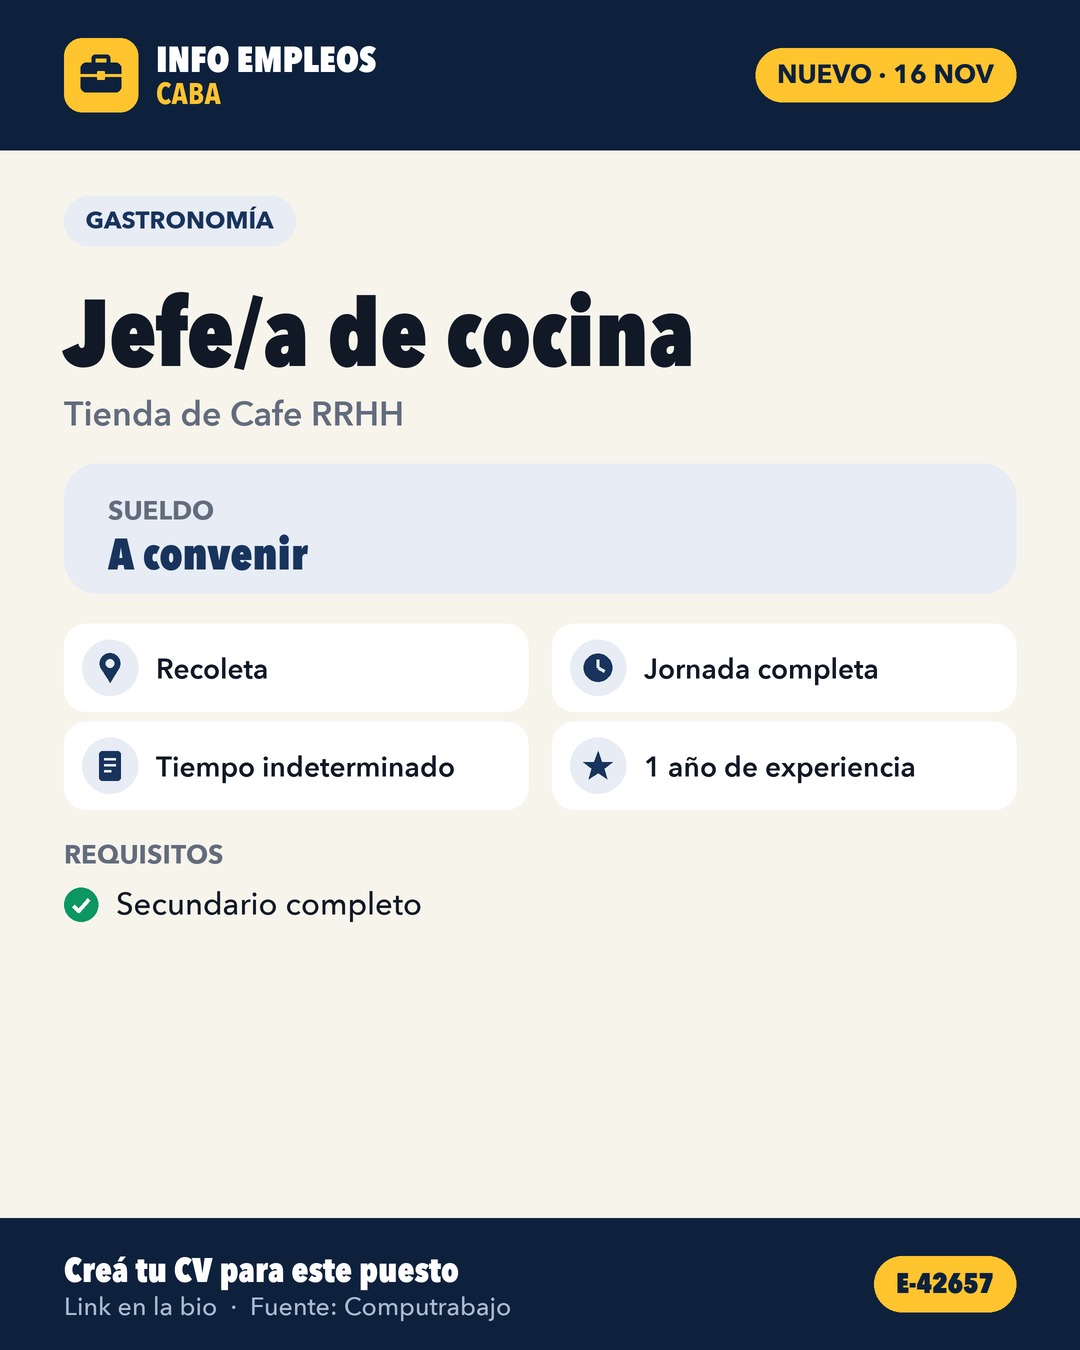 INFO EMPLEOS
CABA
NUEVO · 16 NOV
GASTRONOMÍA
Jefe/a de cocina
Tienda de Cafe RRHH
SUELDO
A convenir
Recoleta
Jornada completa
Tiempo indeterminado
1 año de experiencia
REQUISITOS
Secundario completo
Creá tu CV para este puesto
Link en la bio · Fuente: Computrabajo
E-42657